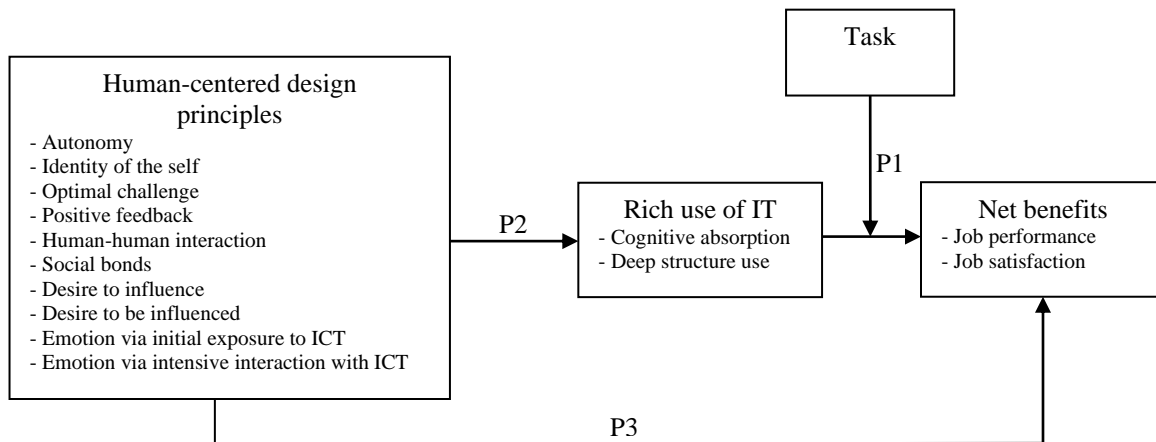 Task
Human-centered design
principles
- Autonomy
- Identity of the self
- Optimal challenge
- Positive feedback
- Human-human interaction
- Social bonds
- Desire to influence
- Desire to be influenced
- Emotion via initial exposure to ICT
- Emotion via intensive interaction with ICT
P2
Rich use of IT
- Cognitive absorption
- Deep structure use
P1
Net benefits
- Job performance
- Job satisfaction
P3